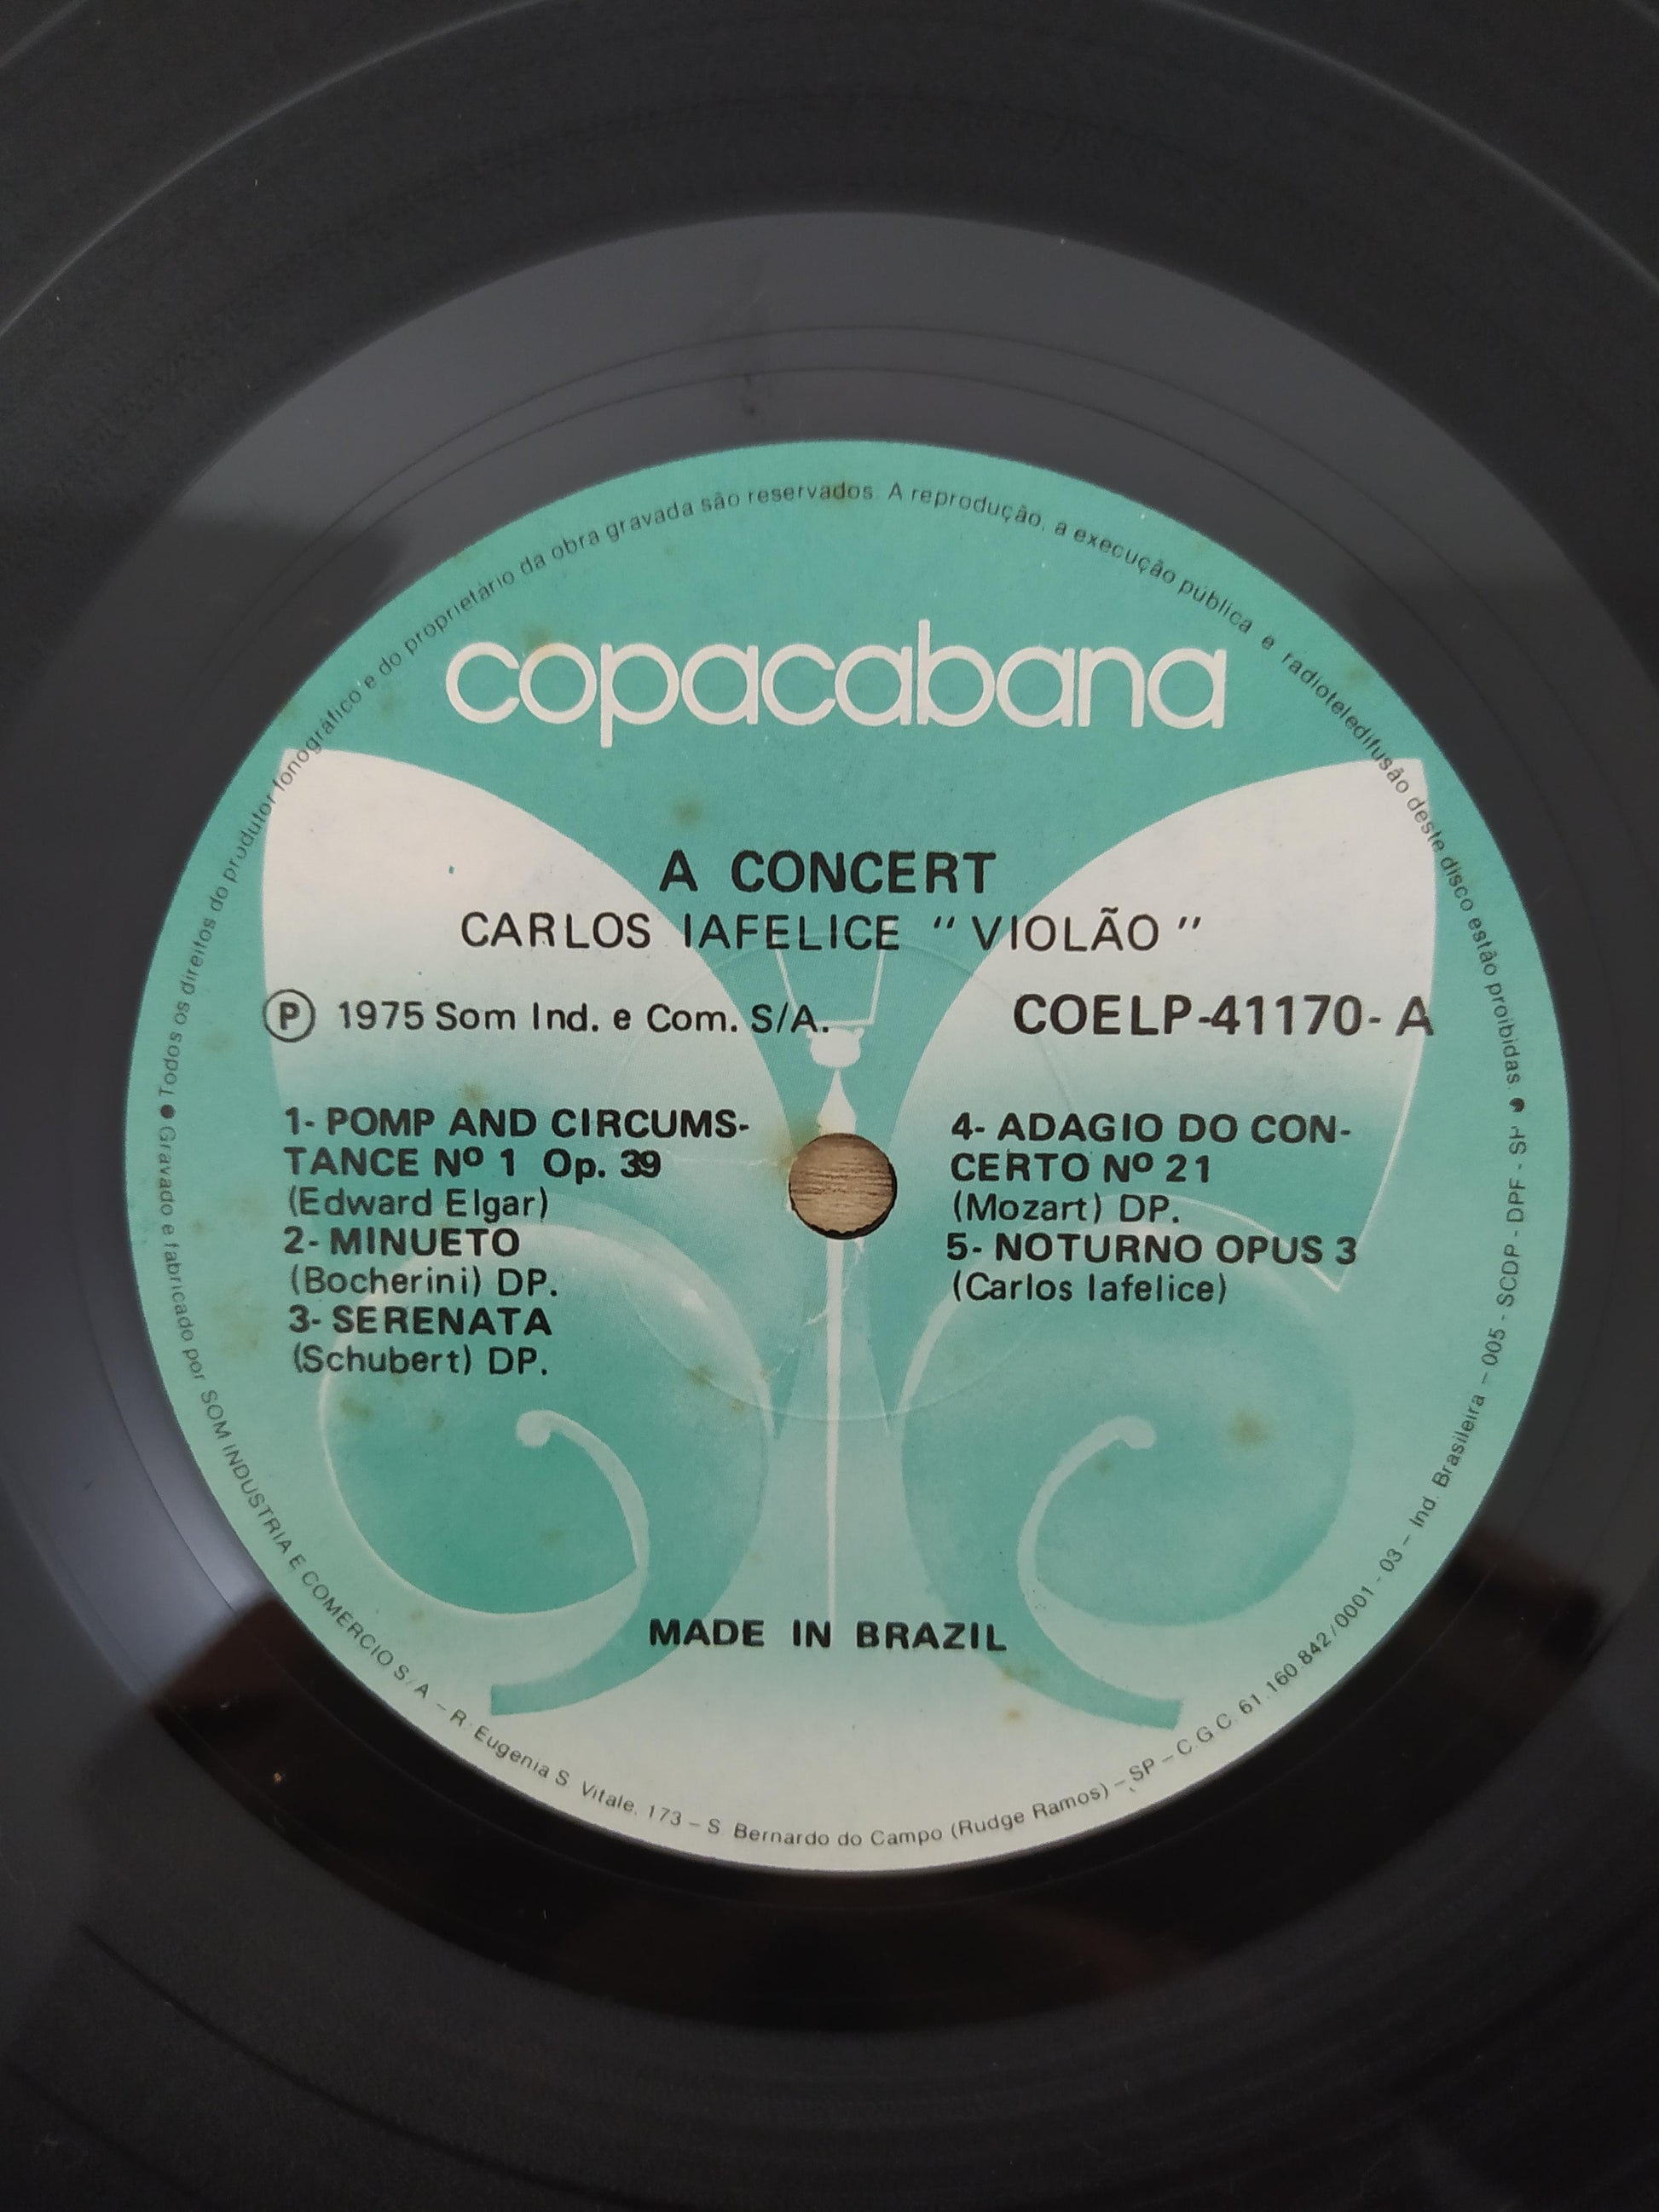 copacabana
A CONCERT
CARLOS IAFELICE “VIOLÃO”
Ⓟ 1975 Som Ind. e Com. S/A.
COELP-41170-A
1- POMP AND CIRCUMS-
TANCE Nº 1 Op. 39
(Edward Elgar)
2- MINUETO
(Bocherini) DP.
3- SERENATA
(Schubert) DP.
4- ADAGIO DO CON-
CERTO Nº 21
(Mozart) DP.
5- NOTURNO OPUS 3
(Carlos Iafelice)
MADE IN BRAZIL
● Todos os direitos do produtor fonográfico e do proprietário da obra gravada são reservados. A reprodução, a execução pública e radioteledifusão deste disco estão proibidas ●
Gravado e fabricado por SOM INDUSTRIA E COMERCIO S/A. – R. Eugenia S. Vitale, 173 – S. Bernardo do Campo (Rudge Ramos) – SP – C.G.C. 61.160.842/0001-03 – Ind. Brasileira – 005 - SCDP - DPF - SP